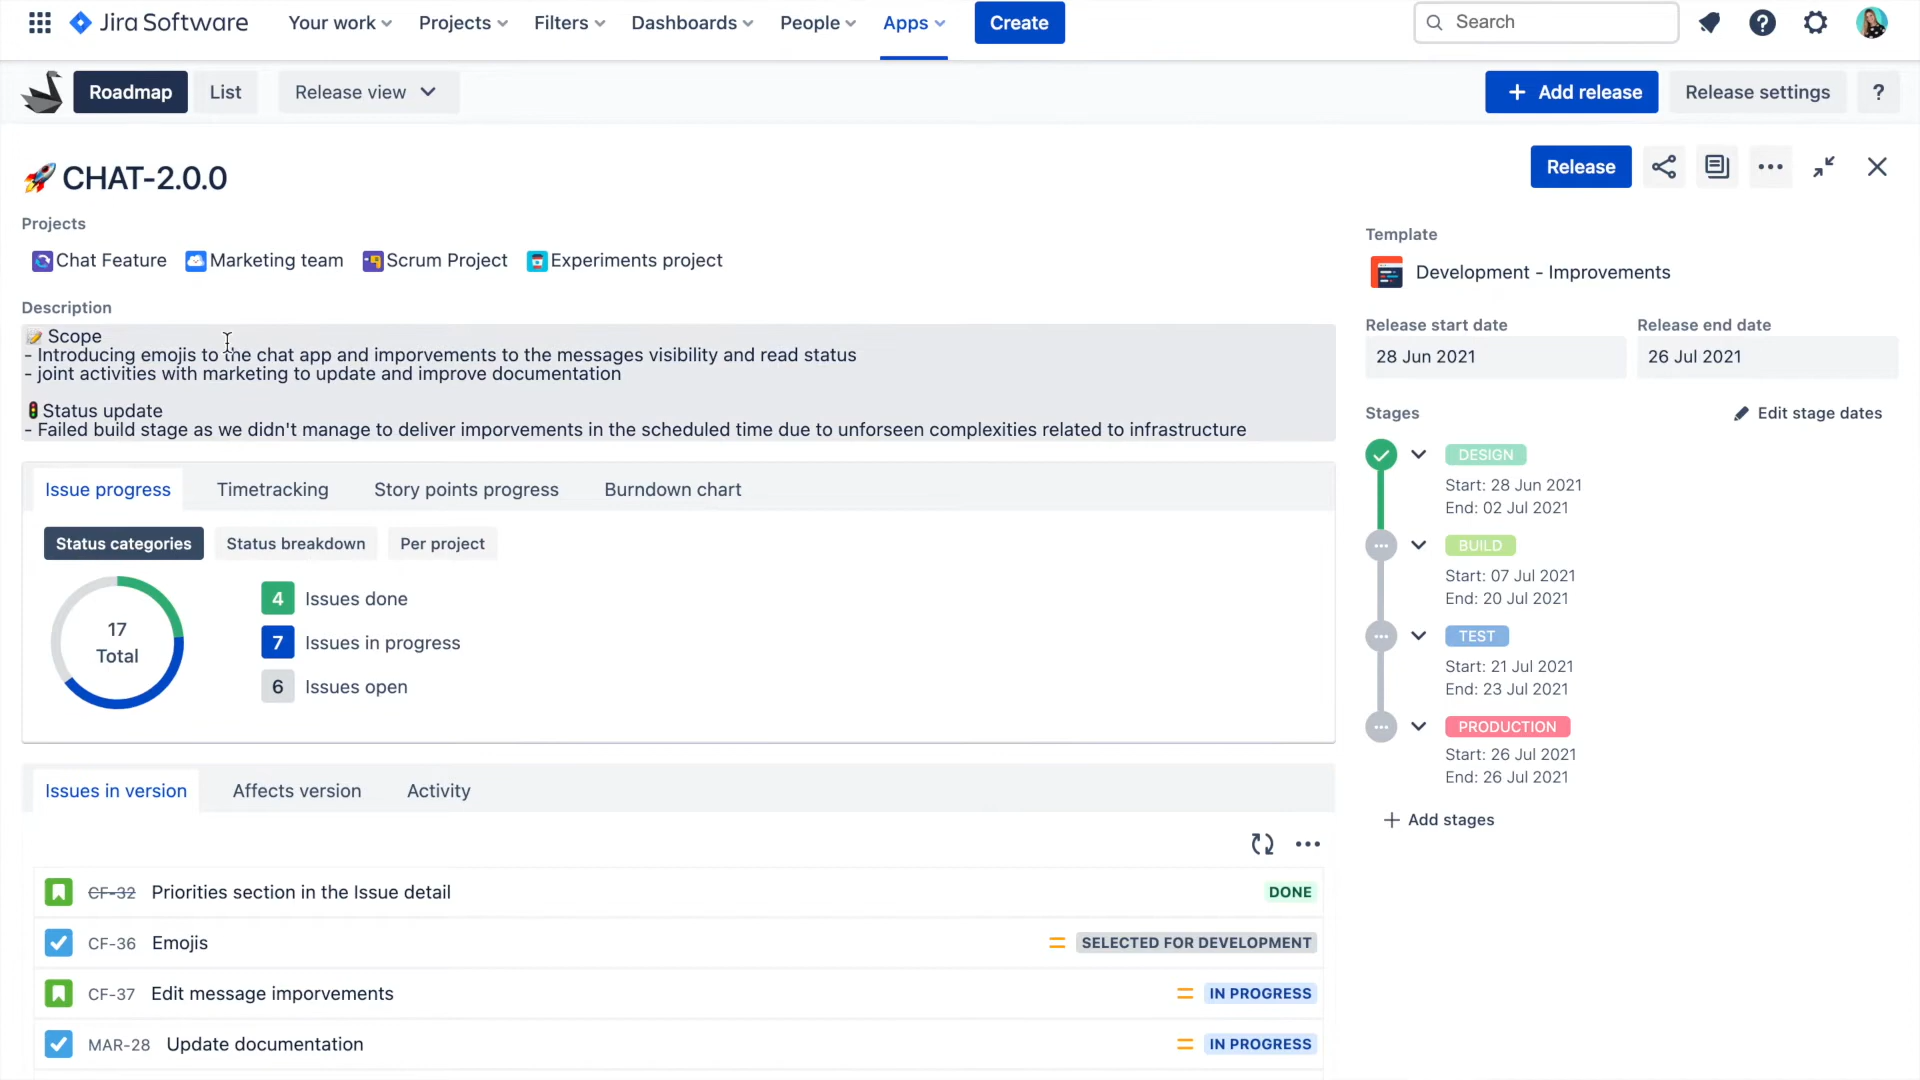 Jira Software
Your work
Projects
Filters
Dashboards
People
Apps
Create
Search
Roadmap
List
Release view
+ Add release
Release settings
?
CHAT-2.0.0
Release
Projects
Chat Feature
Marketing team
Scrum Project
Experiments project
Description
Scope
- Introducing emojis to the chat app and imporvements to the messages visibility and read status
- joint activities with marketing to update and improve documentation
Status update
- Failed build stage as we didn't manage to deliver imporvements in the scheduled time due to unforseen complexities related to infrastructure
Issue progress
Timetracking
Story points progress
Burndown chart
Status categories
Status breakdown
Per project
17
Total
4 Issues done
7 Issues in progress
6 Issues open
Issues in version
Affects version
Activity
CF-32 Priorities section in the Issue detail DONE
CF-36 Emojis SELECTED FOR DEVELOPMENT
CF-37 Edit message imporvements IN PROGRESS
MAR-28 Update documentation IN PROGRESS
Template
Development - Improvements
Release start date
28 Jun 2021
Release end date
26 Jul 2021
Stages
Edit stage dates
DESIGN
Start: 28 Jun 2021
End: 02 Jul 2021
BUILD
Start: 07 Jul 2021
End: 20 Jul 2021
TEST
Start: 21 Jul 2021
End: 23 Jul 2021
PRODUCTION
Start: 26 Jul 2021
End: 26 Jul 2021
+ Add stages